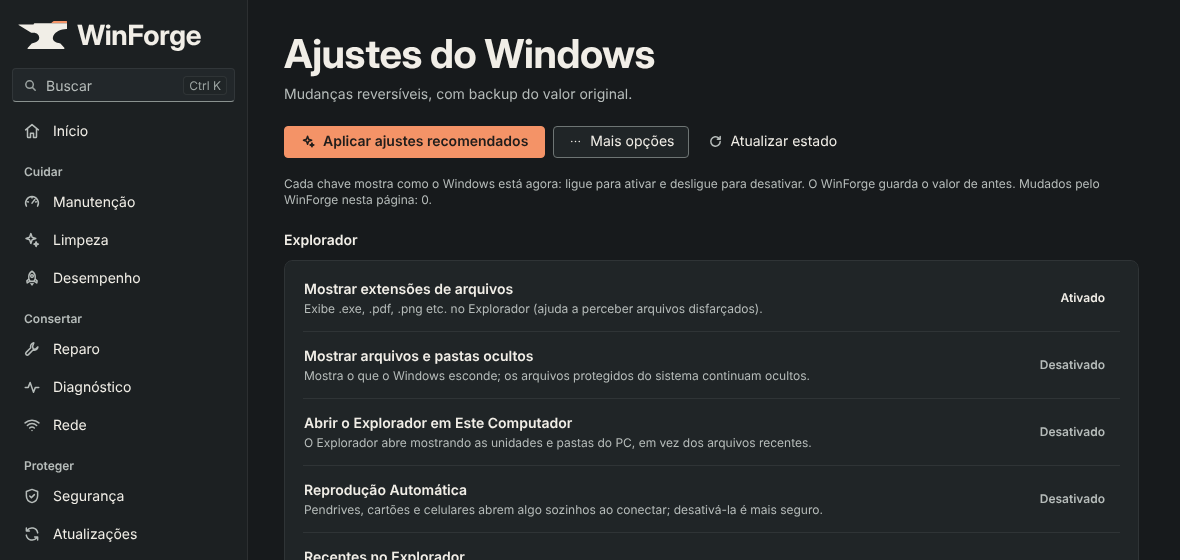 WinForge
Buscar
Ctrl K
Início
Cuidar
Manutenção
Limpeza
Desempenho
Consertar
Reparo
Diagnóstico
Rede
Proteger
Segurança
Atualizações
Ajustes do Windows
Mudanças reversíveis, com backup do valor original.
Aplicar ajustes recomendados
Mais opções
Atualizar estado
Cada chave mostra como o Windows está agora: ligue para ativar e desligue para desativar. O WinForge guarda o valor de antes. Mudados pelo
WinForge nesta página: 0.
Explorador
Mostrar extensões de arquivos
Exibe .exe, .pdf, .png etc. no Explorador (ajuda a perceber arquivos disfarçados).
Ativado
Mostrar arquivos e pastas ocultos
Mostra o que o Windows esconde; os arquivos protegidos do sistema continuam ocultos.
Desativado
Abrir o Explorador em Este Computador
O Explorador abre mostrando as unidades e pastas do PC, em vez dos arquivos recentes.
Desativado
Reprodução Automática
Pendrives, cartões e celulares abrem algo sozinhos ao conectar; desativá-la é mais seguro.
Desativado
Recentes no Explorador